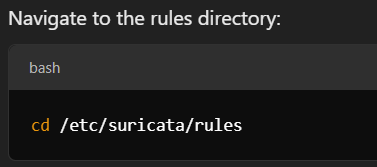 Navigate to the rules directory:
bash
cd /etc/suricata/rules